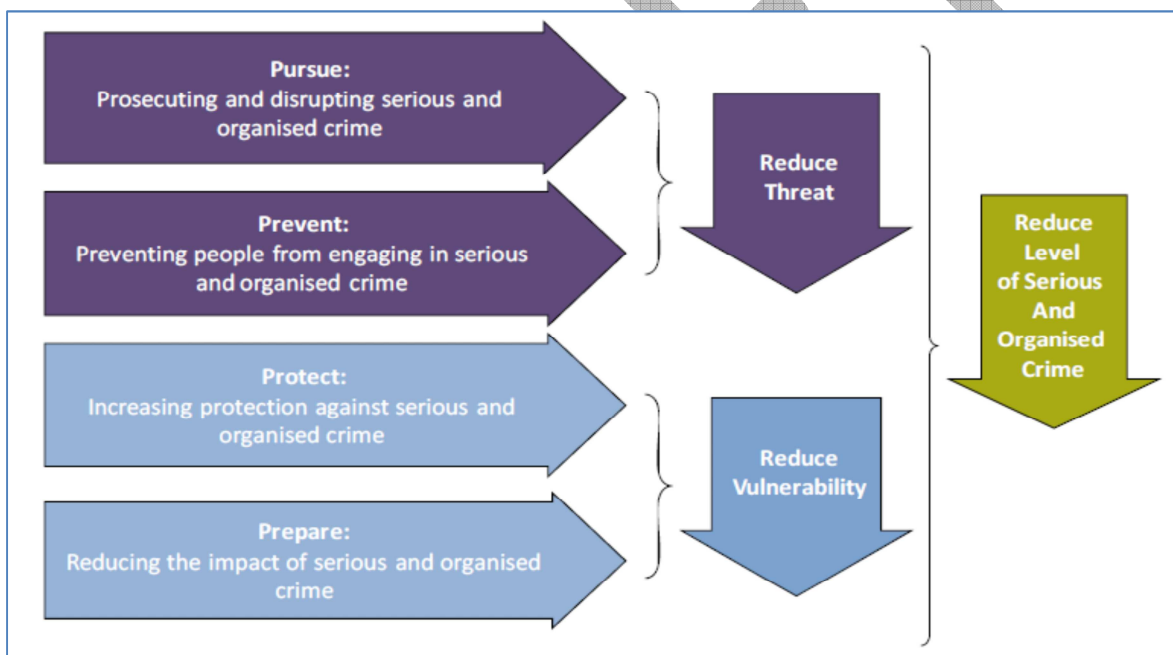 Pursue:
Prosecuting and disrupting serious and
organised crime
Prevent:
Preventing people from engaging in serious
and organised crime
Protect:
Increasing protection against serious and
organised crime
Prepare:
Reducing the impact of serious and organised
crime
Reduce
Threat
Reduce
Vulnerability
Reduce
Level
of Serious
And
Organised
Crime